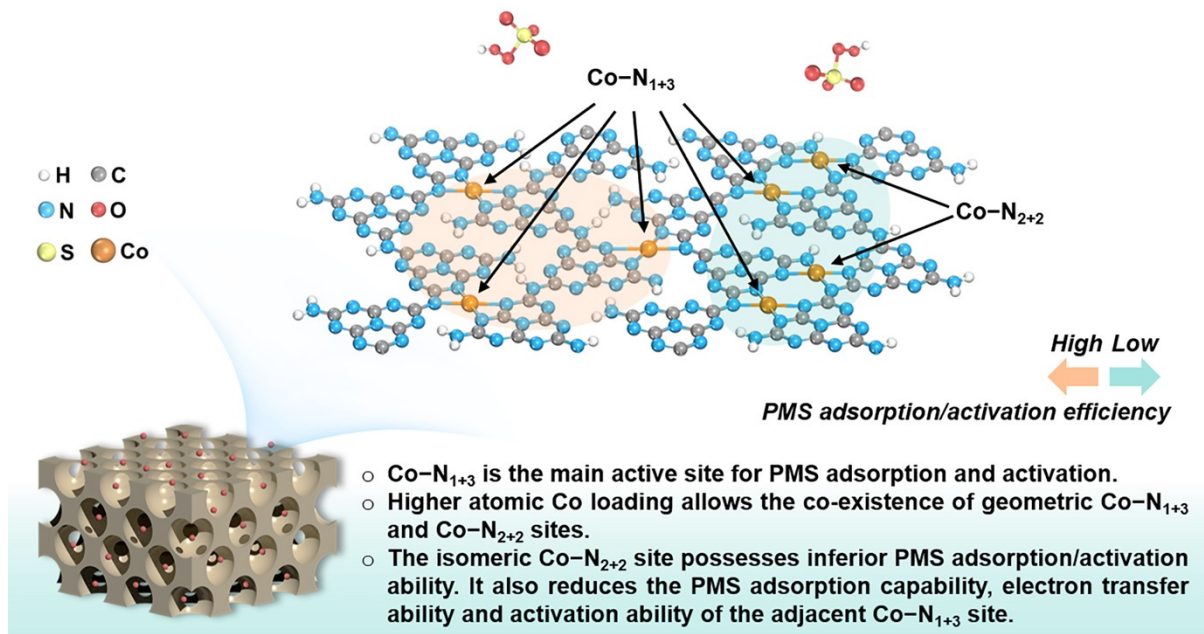 Co−N1+3
H C
N O
S Co
Co−N2+2
High Low
PMS adsorption/activation efficiency
○ Co−N1+3 is the main active site for PMS adsorption and activation.
○ Higher atomic Co loading allows the co-existence of geometric Co−N1+3
and Co−N2+2 sites.
○ The isomeric Co−N2+2 site possesses inferior PMS adsorption/activation
ability. It also reduces the PMS adsorption capability, electron transfer
ability and activation ability of the adjacent Co−N1+3 site.